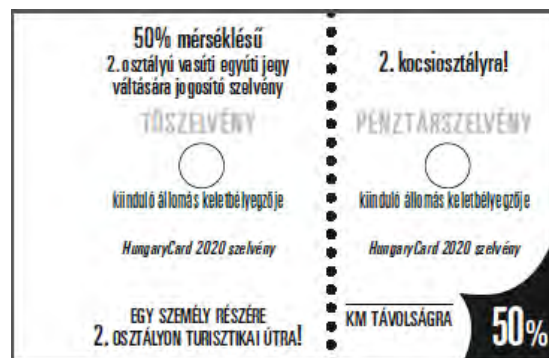 50% mérséklésű
2. osztályú vasúti egyúti jegy
váltására jogosító szelvény
TŐSZELVÉNY
kiinduló állomás keletbélyegzője
HungaryCard 2020 szelvény
EGY SZEMÉLY RÉSZÉRE
2. OSZTÁLYON TURISZTIKAI ÚTRA!
2. kocsiosztályra!
PÉNZTÁRSZELVÉNY
kiinduló állomás keletbélyegzője
HungaryCard 2020 szelvény
KM TÁVOLSÁGRA
50%